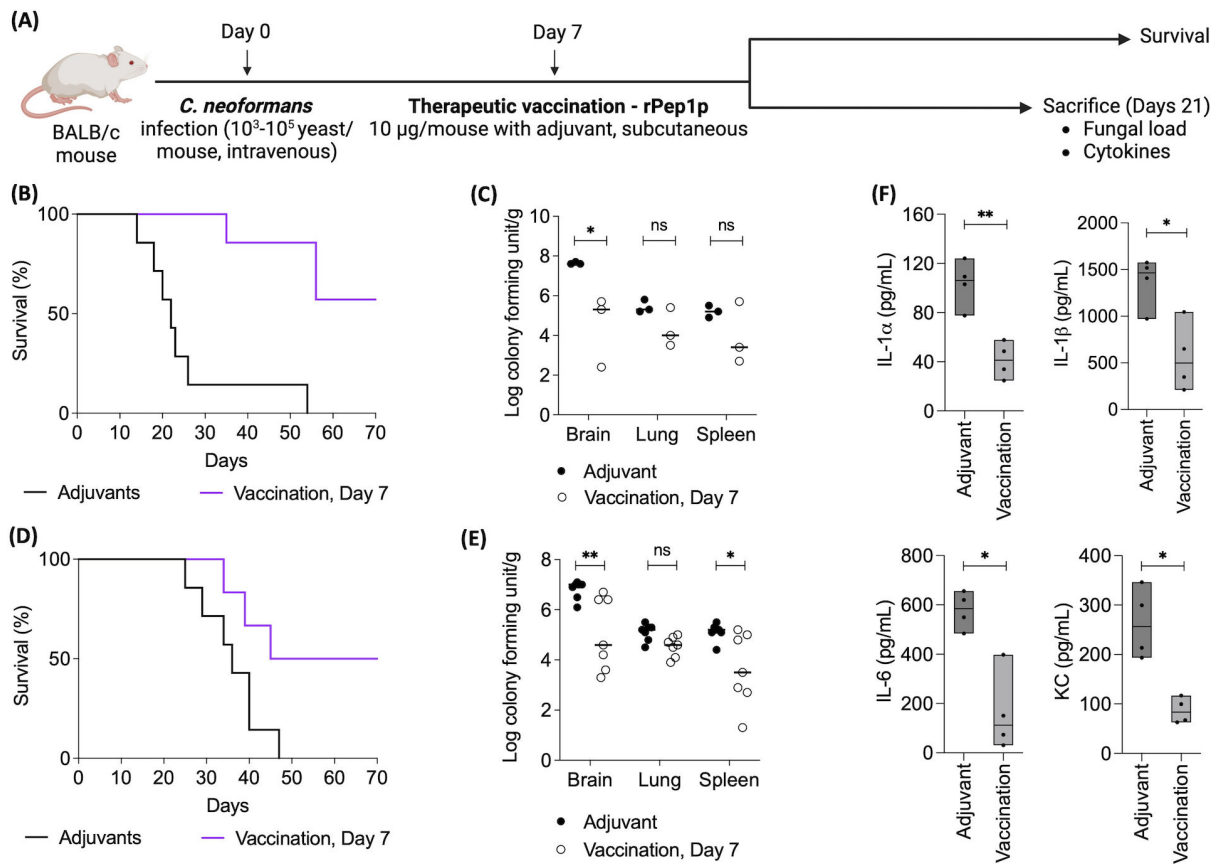 (A)
Day 0
Day 7
Survival
BALB/c
mouse
C. neoformans
infection (10³-10⁵ yeast/
mouse, intravenous)
Therapeutic vaccination - rPep1p
10 µg/mouse with adjuvant, subcutaneous
Sacrifice (Days 21)
• Fungal load
• Cytokines
(B)
Survival (%)
100
50
0
0 10 20 30 40 50 60 70
Days
Adjuvants
Vaccination, Day 7
(C)
Log colony forming unit/g
10
8
6
4
2
0
* ns ns
Brain Lung Spleen
Adjuvant
Vaccination, Day 7
(D)
Survival (%)
100
50
0
0 10 20 30 40 50 60 70
Days
Adjuvants
Vaccination, Day 7
(E)
Log colony forming unit/g
8
6
4
2
0
** ns *
Brain Lung Spleen
Adjuvant
Vaccination, Day 7
(F)
IL-1α (pg/mL)
160
120
80
40
0
**
Adjuvant
Vaccination
IL-1β (pg/mL)
2000
1500
1000
500
0
*
Adjuvant
Vaccination
IL-6 (pg/mL)
800
600
400
200
0
*
Adjuvant
Vaccination
KC (pg/mL)
400
300
200
100
0
*
Adjuvant
Vaccination